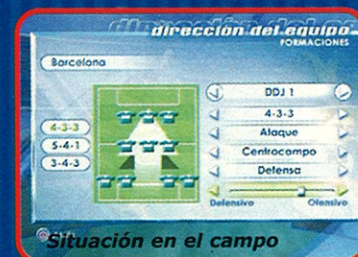 dirección del equipo
FORMACIONES
Barcelona
DDJ 1
4-3-3
Ataque
Centrocampo
Defensa
4-3-3
5-4-1
3-4-3
Defensivo Ofensivo
Situación en el campo